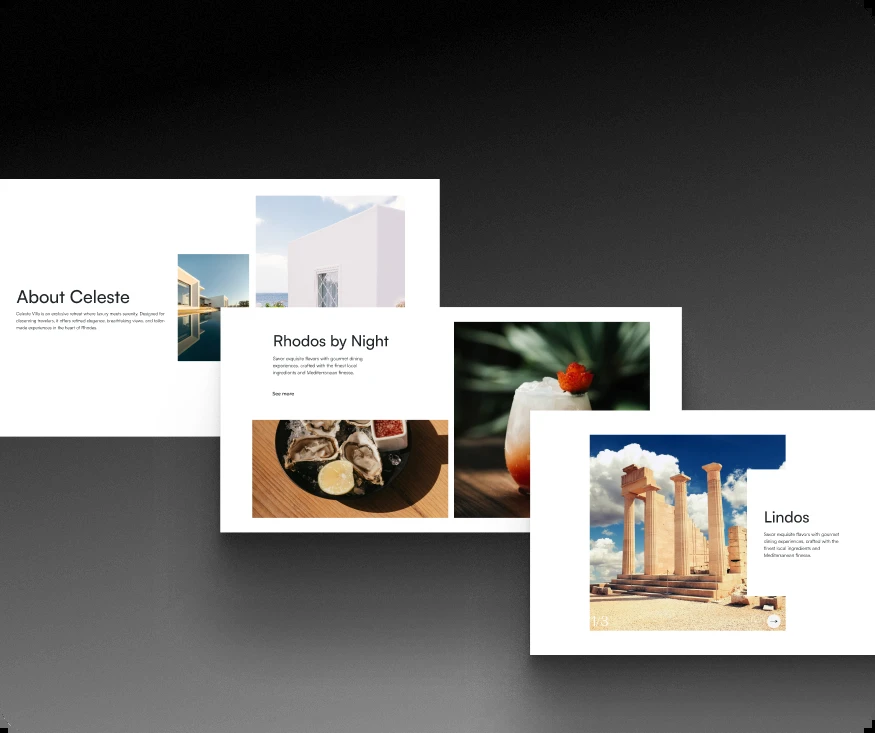 About Celeste
Celeste Villa is an exclusive retreat where luxury meets serenity. Designed for
observing travelers, it offers refined elegance, breathtaking views, and tailor-
made experiences in the heart of Rhodes.
Rhodos by Night
Savor exquisite flavors with gourmet dining
experiences, crafted with the finest local
ingredients and Mediterranean finesse.
See more
Lindos
Savor exquisite flavors with gourmet
dining experiences, crafted with the
finest local ingredients and
Mediterranean finesse.
1/3